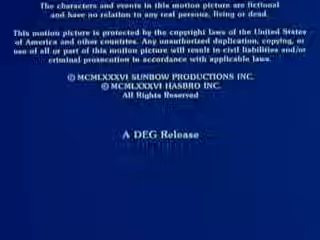 The characters and events in this motion picture are fictional
and have no relation to any real persons, living or dead.
This motion picture is protected by the copyright laws of the United States
of America and other countries. Any unauthorized duplication, copying, or
use of all or part of this motion picture will result in civil liabilities and/or
criminal prosecution in accordance with applicable laws.
© MCMLXXXVI SUNBOW PRODUCTIONS INC.
© MCMLXXXVI HASBRO INC.
All Rights Reserved
A DEG Release